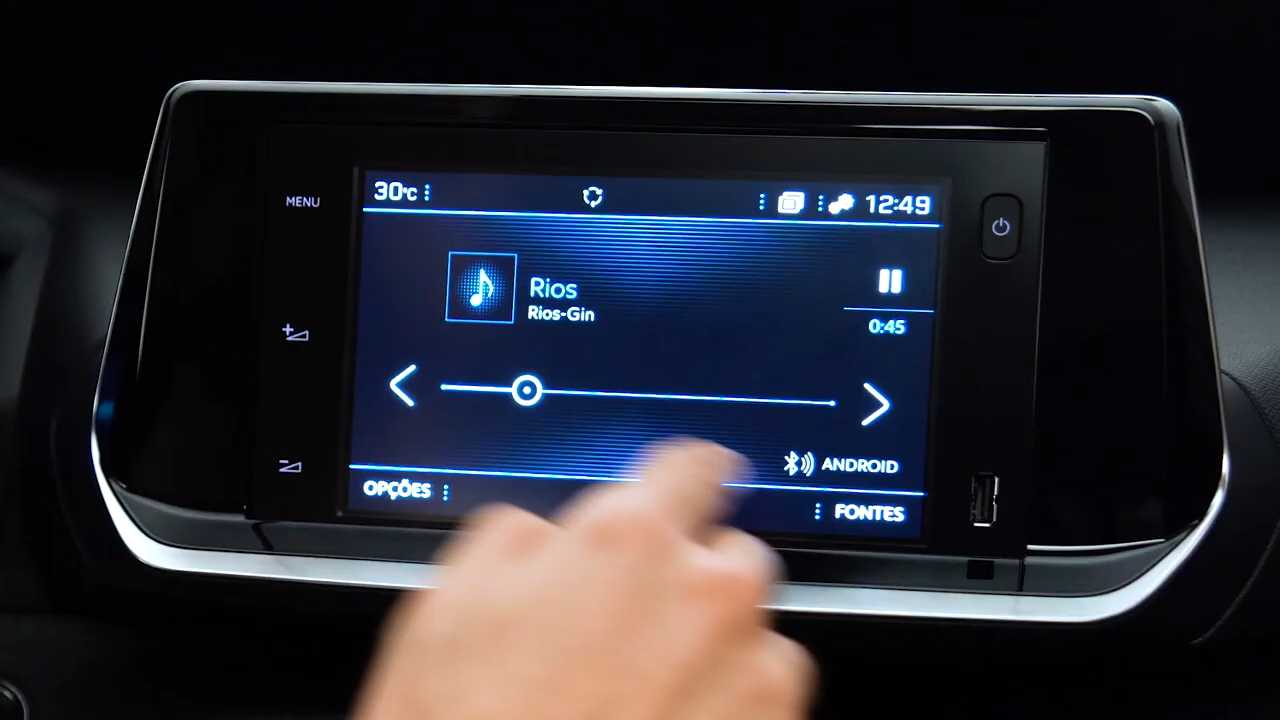 MENU
30°C
12:49
Rios
Rios-Gin
0:45
ANDROID
OPÇÕES
FONTES